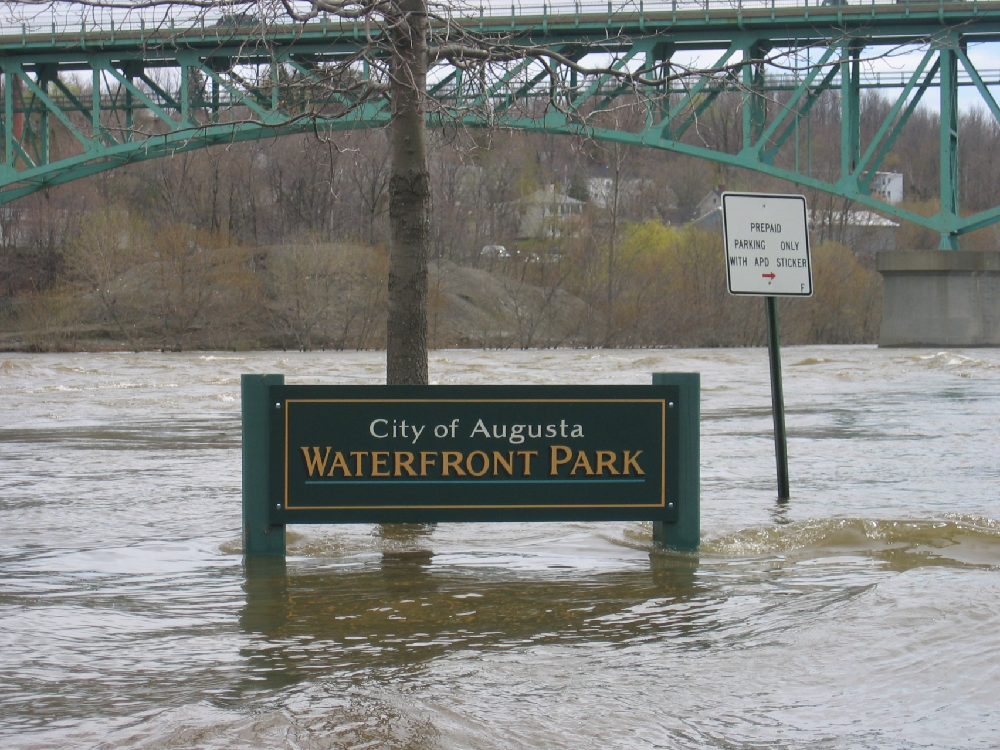 PREPAID
PARKING ONLY
WITH APD STICKER
F
City of Augusta
WATERFRONT PARK